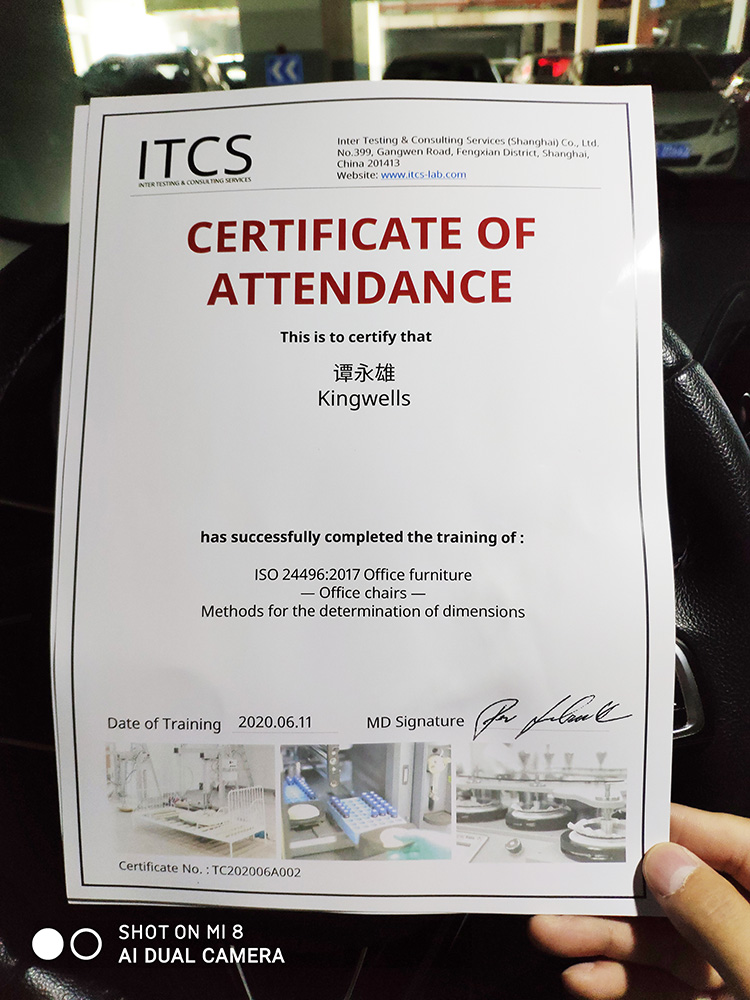 ITCS
INTER TESTING & CONSULTING SERVICES
Inter Testing & Consulting Services (Shanghai) Co., Ltd.
No.399, Gangwen Road, Fengxian District, Shanghai,
China 201413
Website: www.itcs-lab.com
CERTIFICATE OF
ATTENDANCE
This is to certify that
谭永雄
Kingwells
has successfully completed the training of :
ISO 24496:2017 Office furniture
— Office chairs —
Methods for the determination of dimensions
Date of Training 2020.06.11 MD Signature
Certificate No. : TC202006A002
SHOT ON MI 8
AI DUAL CAMERA